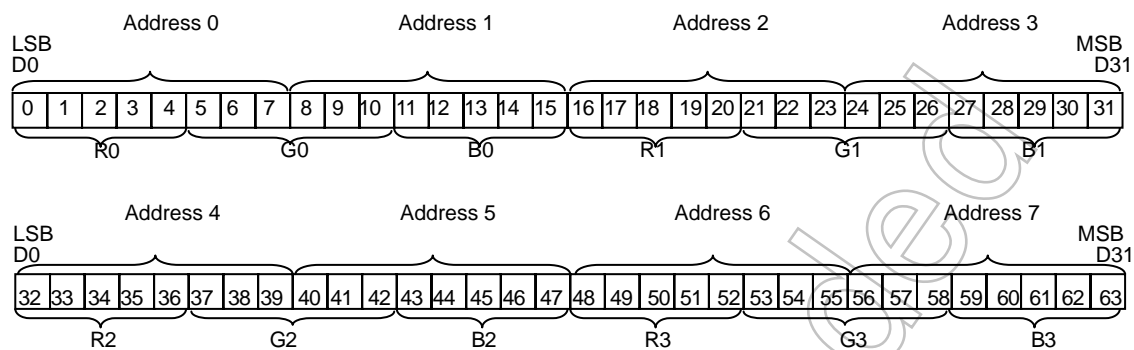 Address 0 Address 1 Address 2 Address 3
LSB MSB
D0 D31
0 1 2 3 4 5 6 7 8 9 10 11 12 13 14 15 16 17 18 19 20 21 22 23 24 25 26 27 28 29 30 31
R0 G0 B0 R1 G1 B1
Address 4 Address 5 Address 6 Address 7
LSB MSB
D0 D31
32 33 34 35 36 37 38 39 40 41 42 43 44 45 46 47 48 49 50 51 52 53 54 55 56 57 58 59 60 61 62 63
R2 G2 B2 R3 G3 B3
ded